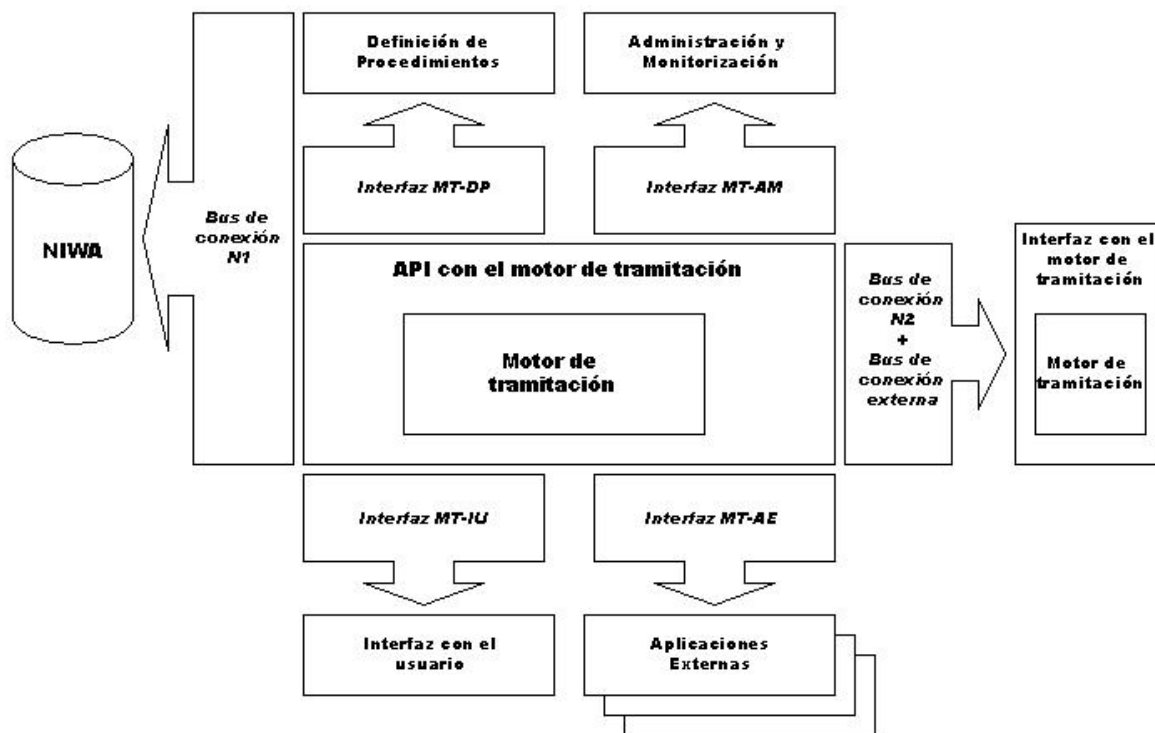 Definición de
Procedimientos
Administración y
Monitorización
Interfaz MT-DP
Interfaz MT-AM
NIWA
Bus de
conexión
N1
API con el motor de tramitación
Motor de
tramitación
Bus de
conexión
N2
+
Bus de
conexión
externa
Interfaz con el
motor de
tramitación
Motor de
tramitación
Interfaz MT-IU
Interfaz MT-AE
Interfaz con el
usuario
Aplicaciones
Externas